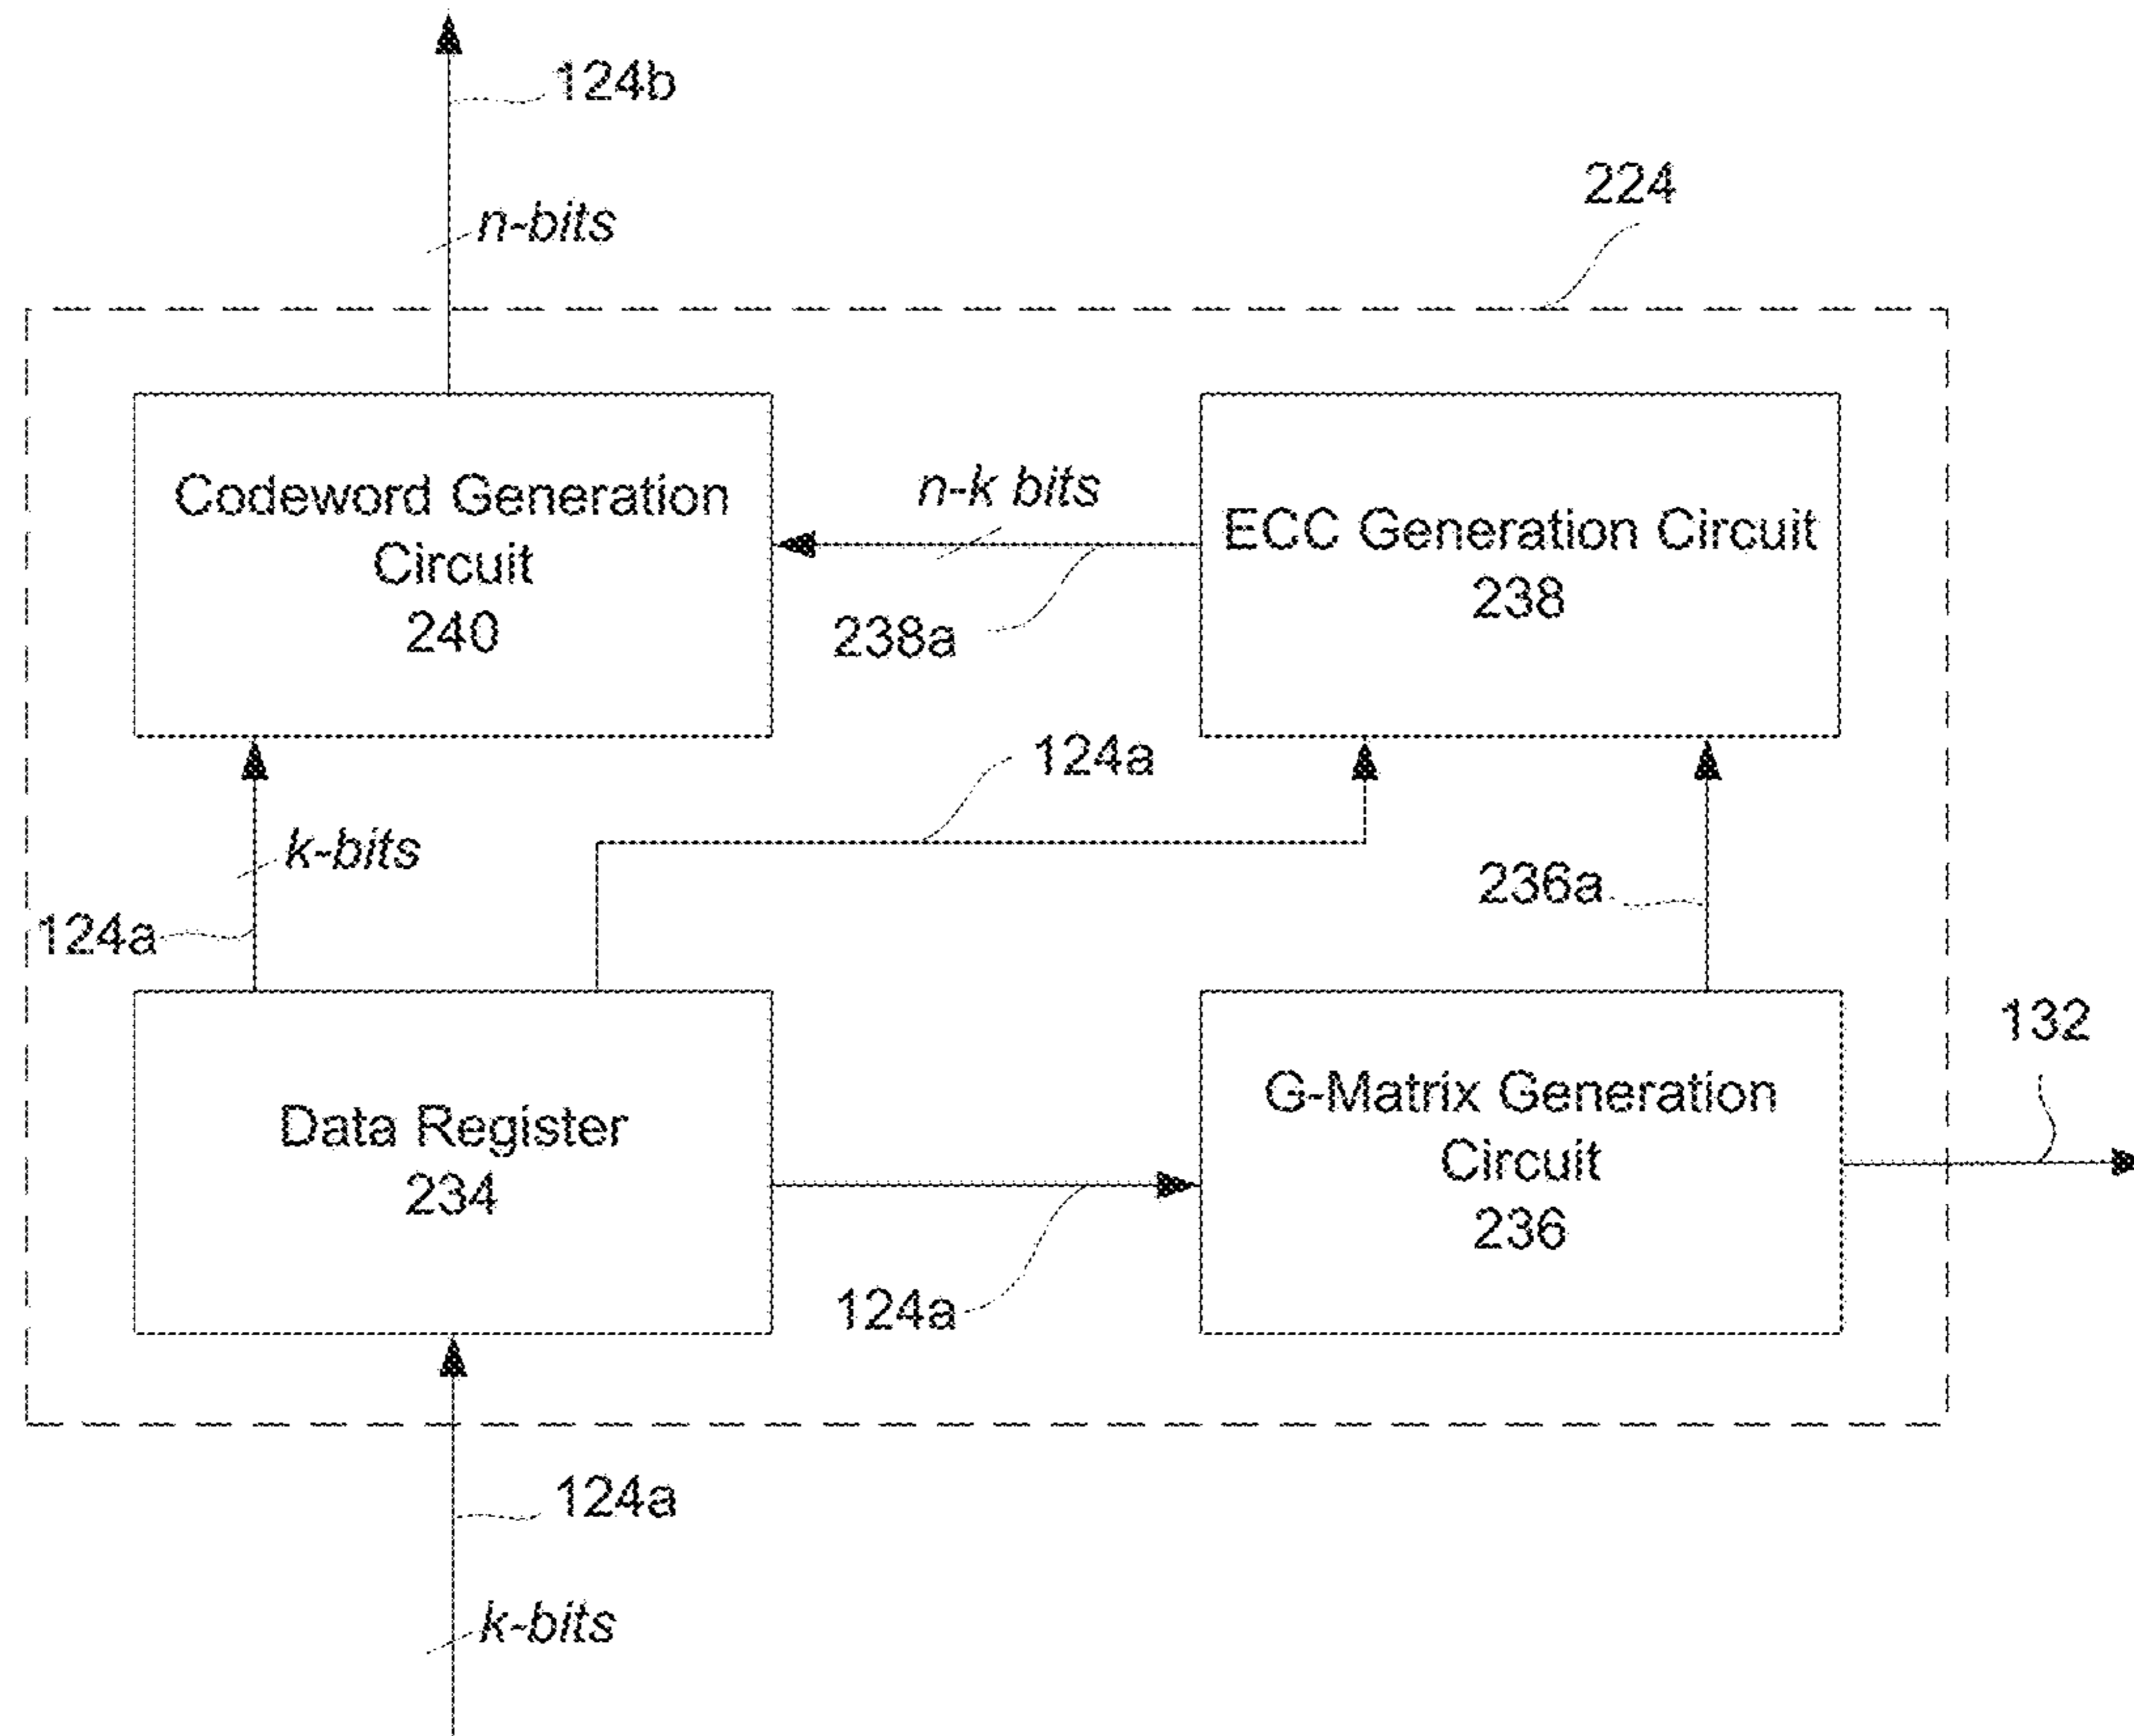 124b
n-bits
224
Codeword Generation
Circuit
240
n-k bits
238a
ECC Generation Circuit
238
124a
k-bits
124a
236a
Data Register
234
124a
G-Matrix Generation
Circuit
236
132
124a
k-bits